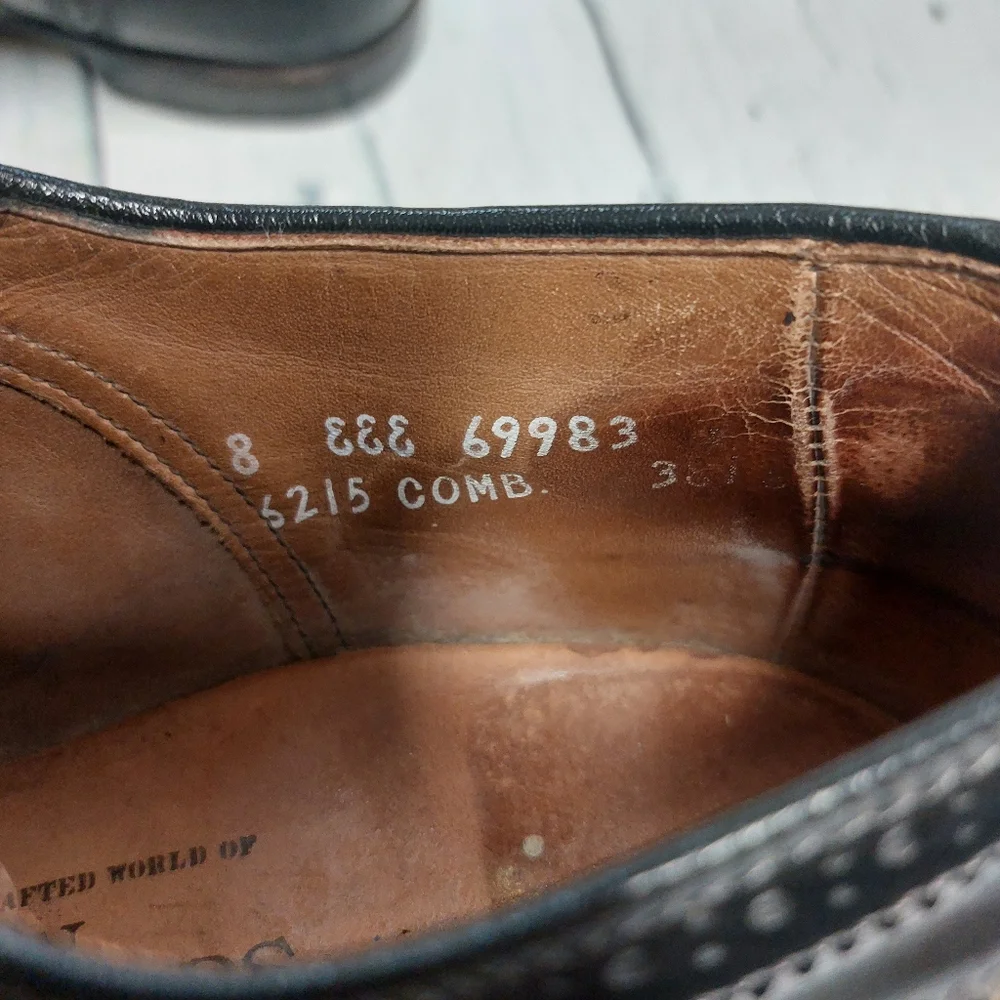 8 EEE 69983
6215 COMB.
AFTED WORLD OF